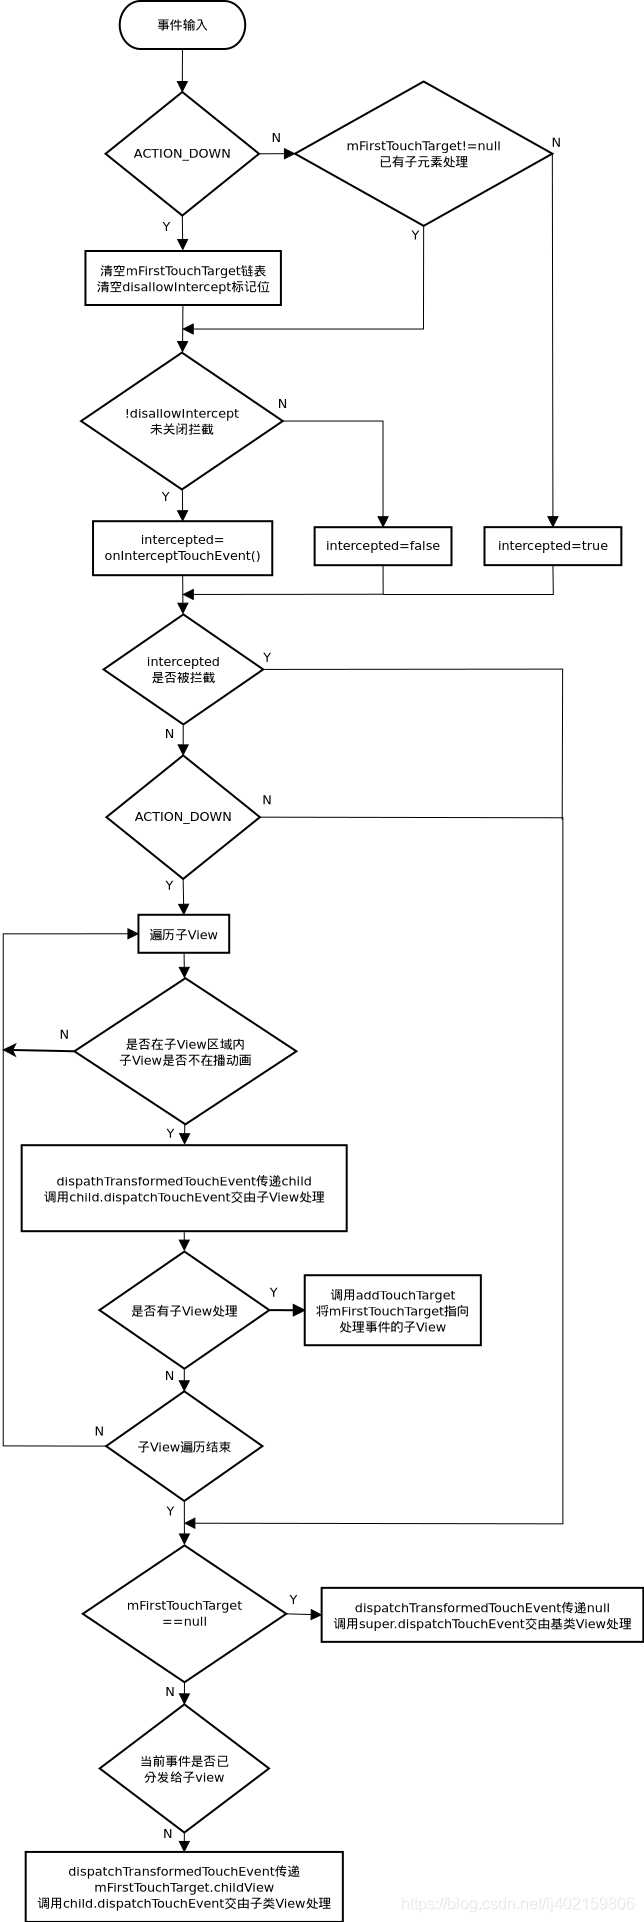 事件输入
ACTION_DOWN
N
mFirstTouchTarget!=null
已有子元素处理
N
Y
Y
清空mFirstTouchTarget链表
清空disallowIntercept标记位
!disallowIntercept
未关闭拦截
N
Y
intercepted=
onInterceptTouchEvent()
intercepted=false
intercepted=true
intercepted
是否被拦截
Y
N
ACTION_DOWN
N
Y
遍历子View
是否在子View区域内
子View是否不在播动画
N
Y
dispathTransformedTouchEvent传递child
调用child.dispatchTouchEvent交由子View处理
是否有子View处理
Y
调用addTouchTarget
将mFirstTouchTarget指向
处理事件的子View
N
子View遍历结束
N
Y
mFirstTouchTarget
==null
Y
dispatchTransformedTouchEvent传递null
调用super.dispatchTouchEvent交由基类View处理
N
当前事件是否已
分发给子view
N
dispatchTransformedTouchEvent传递
mFirstTouchTarget.childView
调用child.dispatchTouchEvent交由子类View处理
https://blog.csdn.net/lj402159806